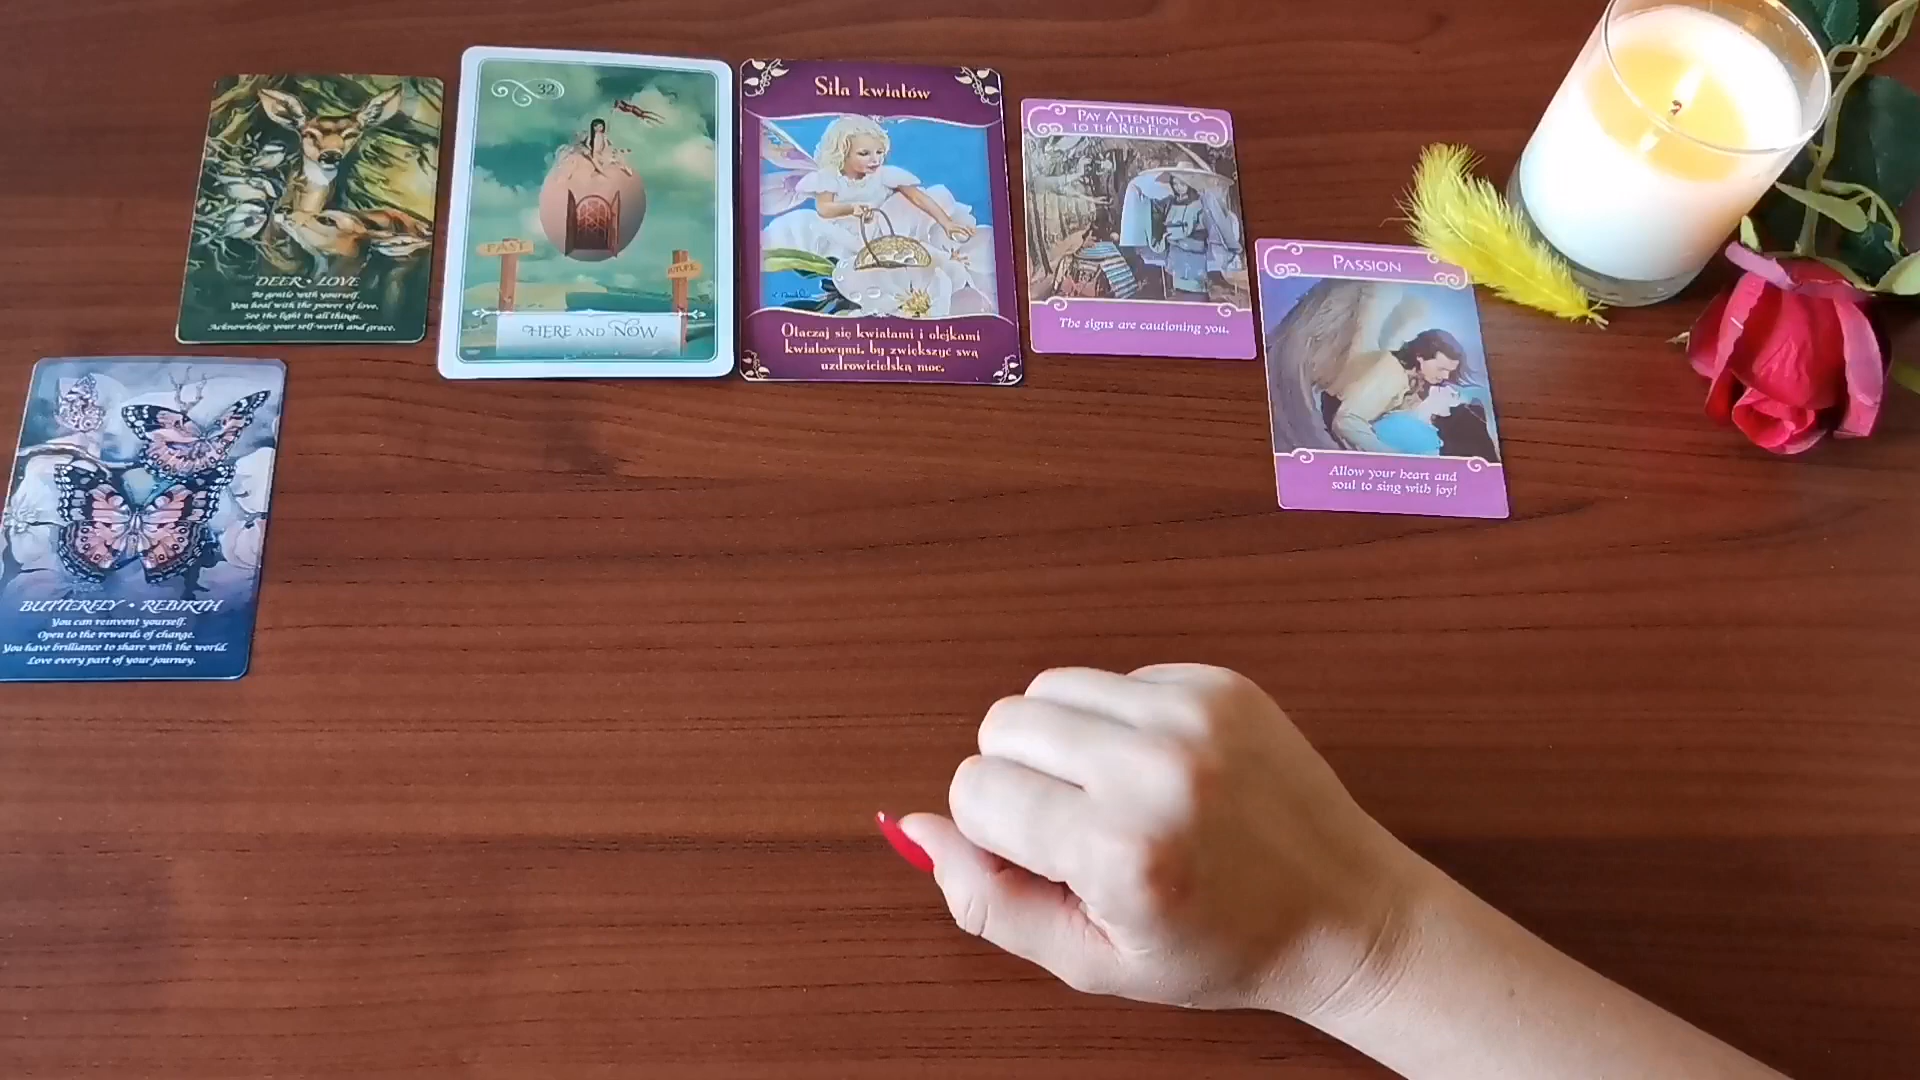 DEER • LOVE
Be gentle with yourself.
You heal with the power of love.
See the light in all things.
Acknowledge your self-worth and grace.
32
PAST
FUTURE
HERE AND NOW
Siła kwiatów
Otaczaj się kwiatami i olejkami
kwiatowymi, by zwiększyć swą
uzdrowicielską moc.
PAY ATTENTION
TO THE RED FLAGS
The signs are cautioning you.
PASSION
Allow your heart and
soul to sing with joy!
BUTTERFLY • REBIRTH
You can reinvent yourself.
Open to the rewards of change.
You have brilliance to share with the world.
Love every part of your journey.